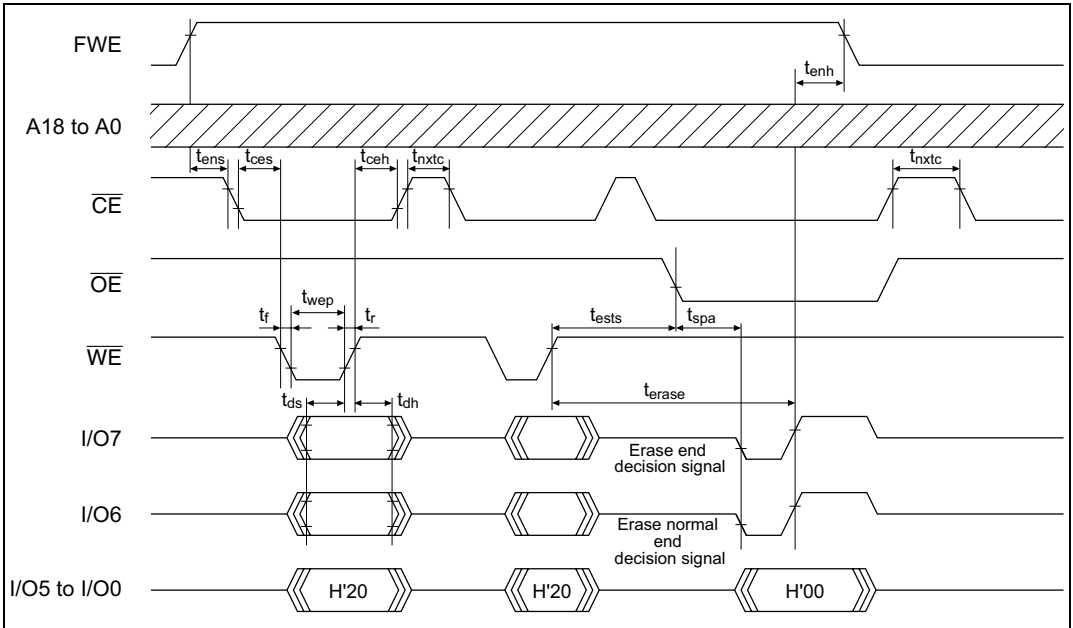 FWE
tenh
A18 to A0
tens tces tceh tnxtc tnxtc
CE
OE
tf twep tr tests tspa
WE
tds tdh terase
I/O7
Erase end
decision signal
I/O6
Erase normal
end
decision signal
I/O5 to I/O0 H'20 H'20 H'00